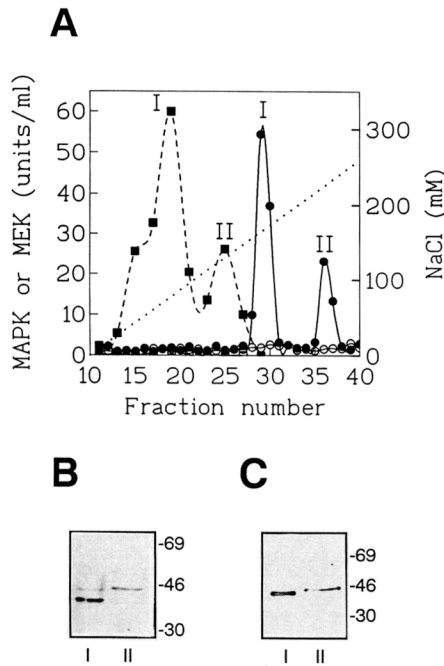 A
MAPK or MEK (units/ml)
60
50
40
30
20
10
0
I
II
I
II
300
200
100
0
NaCl (mM)
10 15 20 25 30 35 40
Fraction number
B
C
-69
-46
-30
I II
-69
-46
-30
I II